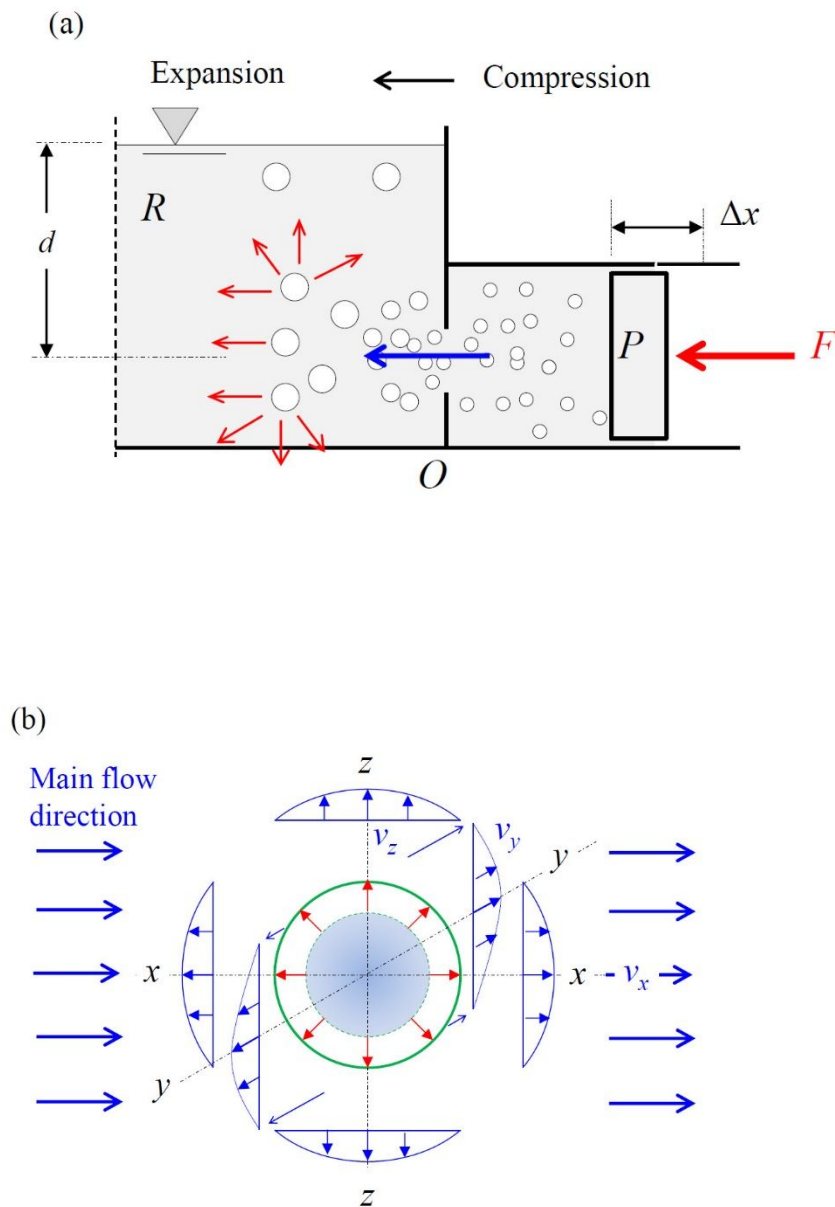 (a)
Expansion
Compression
R
d
Δx
P
F
O
(b)
Main flow
direction
z
v_z
v_y
y
x
x
v_x
y
z